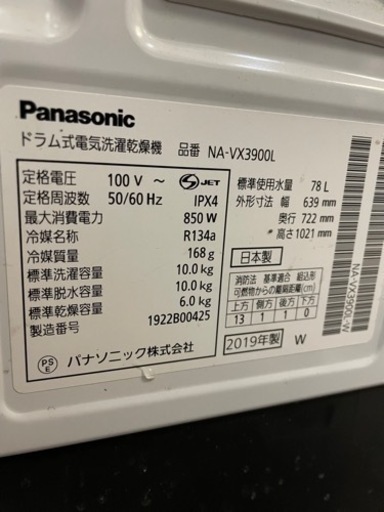 Panasonic
ドラム式電気洗濯乾燥機 品番 NA-VX3900L
定格電圧 100 V ～
定格周波数 50/60 Hz
最大消費電力
冷媒名称
冷媒質量
標準洗濯容量
標準脱水容量
標準乾燥容量
製造番号
S JET
IPX4
850 W
R134a
168 g
10.0 kg
10.0 kg
6.0 kg
1922B00425
PS E パナソニック株式会社
標準使用水量 78 L
外形寸法 幅 639 mm
奥行 722 mm
高さ 1021 mm
日本製
消防法 基準適合 組込形
可燃物からの離隔距離(cm)
上方 側方 後方 下方
13 1 1 0
2019年製 W
NA-VX3900L-W